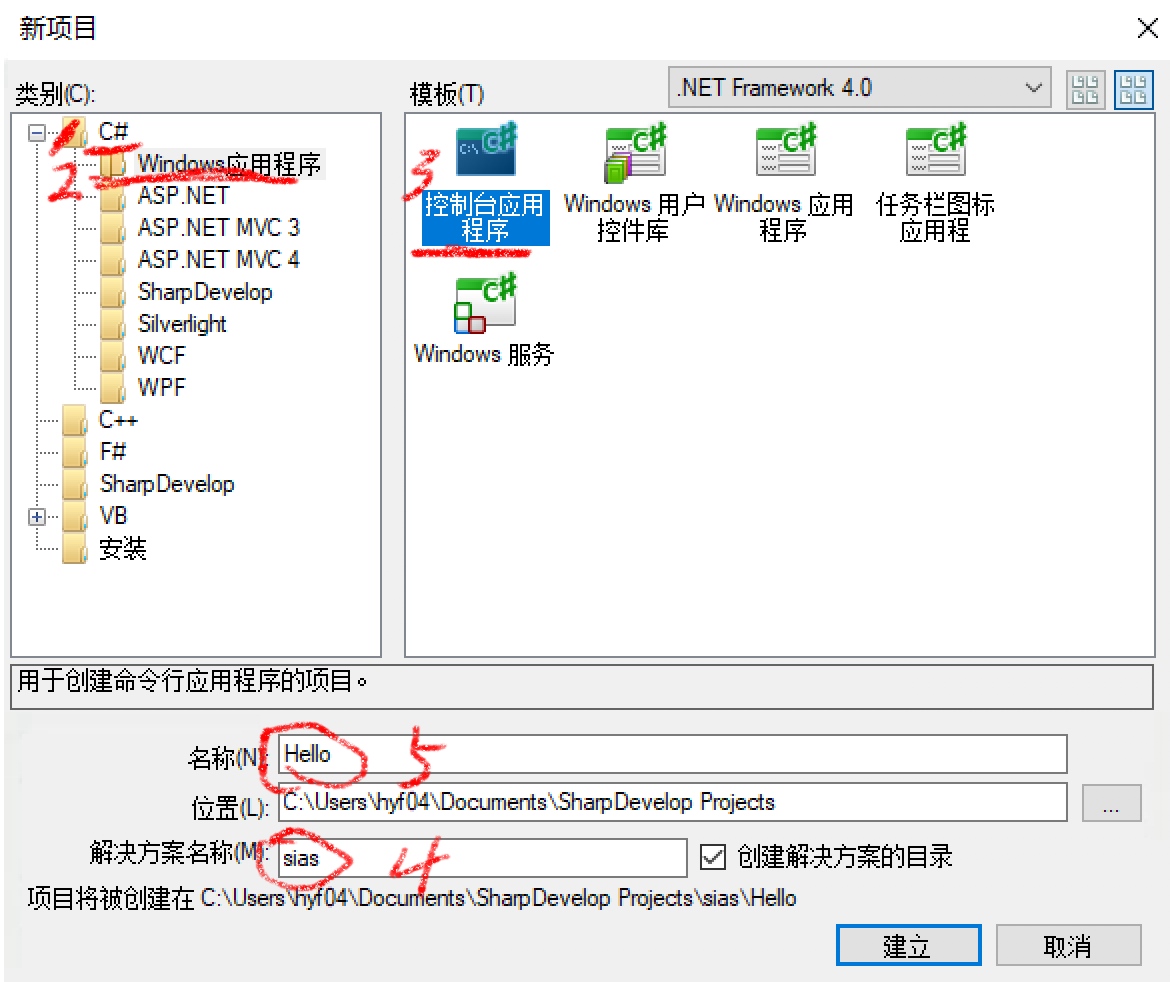 新项目
类别(C):
模板(T)
.NET Framework 4.0
C#
Windows应用程序
ASP.NET
ASP.NET MVC 3
ASP.NET MVC 4
SharpDevelop
Silverlight
WCF
WPF
C++
F#
SharpDevelop
VB
安装
2
3
控制台应用
程序
Windows 用户
控件库
Windows 应用
程序
任务栏图标
应用程
Windows 服务
用于创建命令行应用程序的项目。
名称(N):
Hello
5
位置(L):
C:\Users\hyf04\Documents\SharpDevelop Projects
...
解决方案名称(M):
sias
4
创建解决方案的目录
项目将被创建在 C:\Users\hyf04\Documents\SharpDevelop Projects\sias\Hello
建立
取消